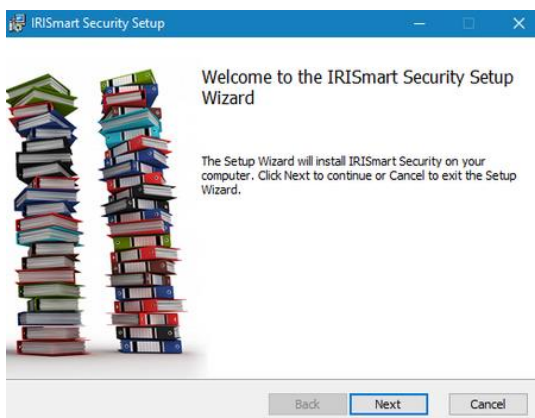 IRISmart Security Setup
Welcome to the IRISmart Security Setup
Wizard
The Setup Wizard will install IRISmart Security on your
computer. Click Next to continue or Cancel to exit the Setup
Wizard.
Back Next Cancel